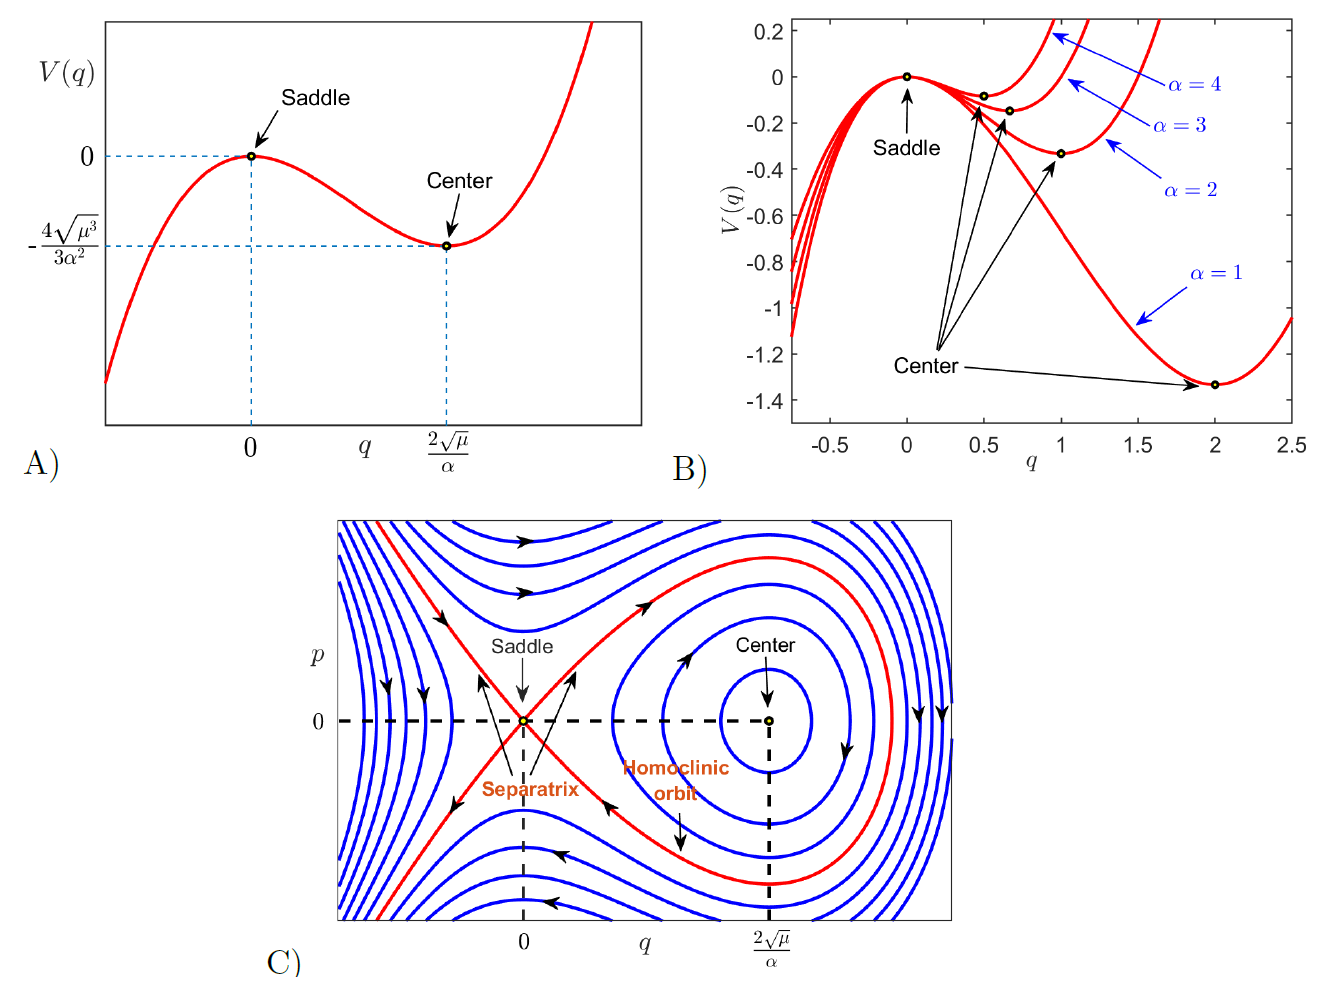 V(q)
Saddle
Center
0
-4√μ³/3α²
0
q
2√μ/α
A)
0.2
0
-0.2
-0.4
-0.6
-0.8
-1
-1.2
-1.4
V(q)
Saddle
Center
α = 4
α = 3
α = 2
α = 1
-0.5
0
0.5
1
1.5
2
2.5
q
B)
p
0
Saddle
Center
Separatrix
Homoclinic
orbit
0
q
2√μ/α
C)